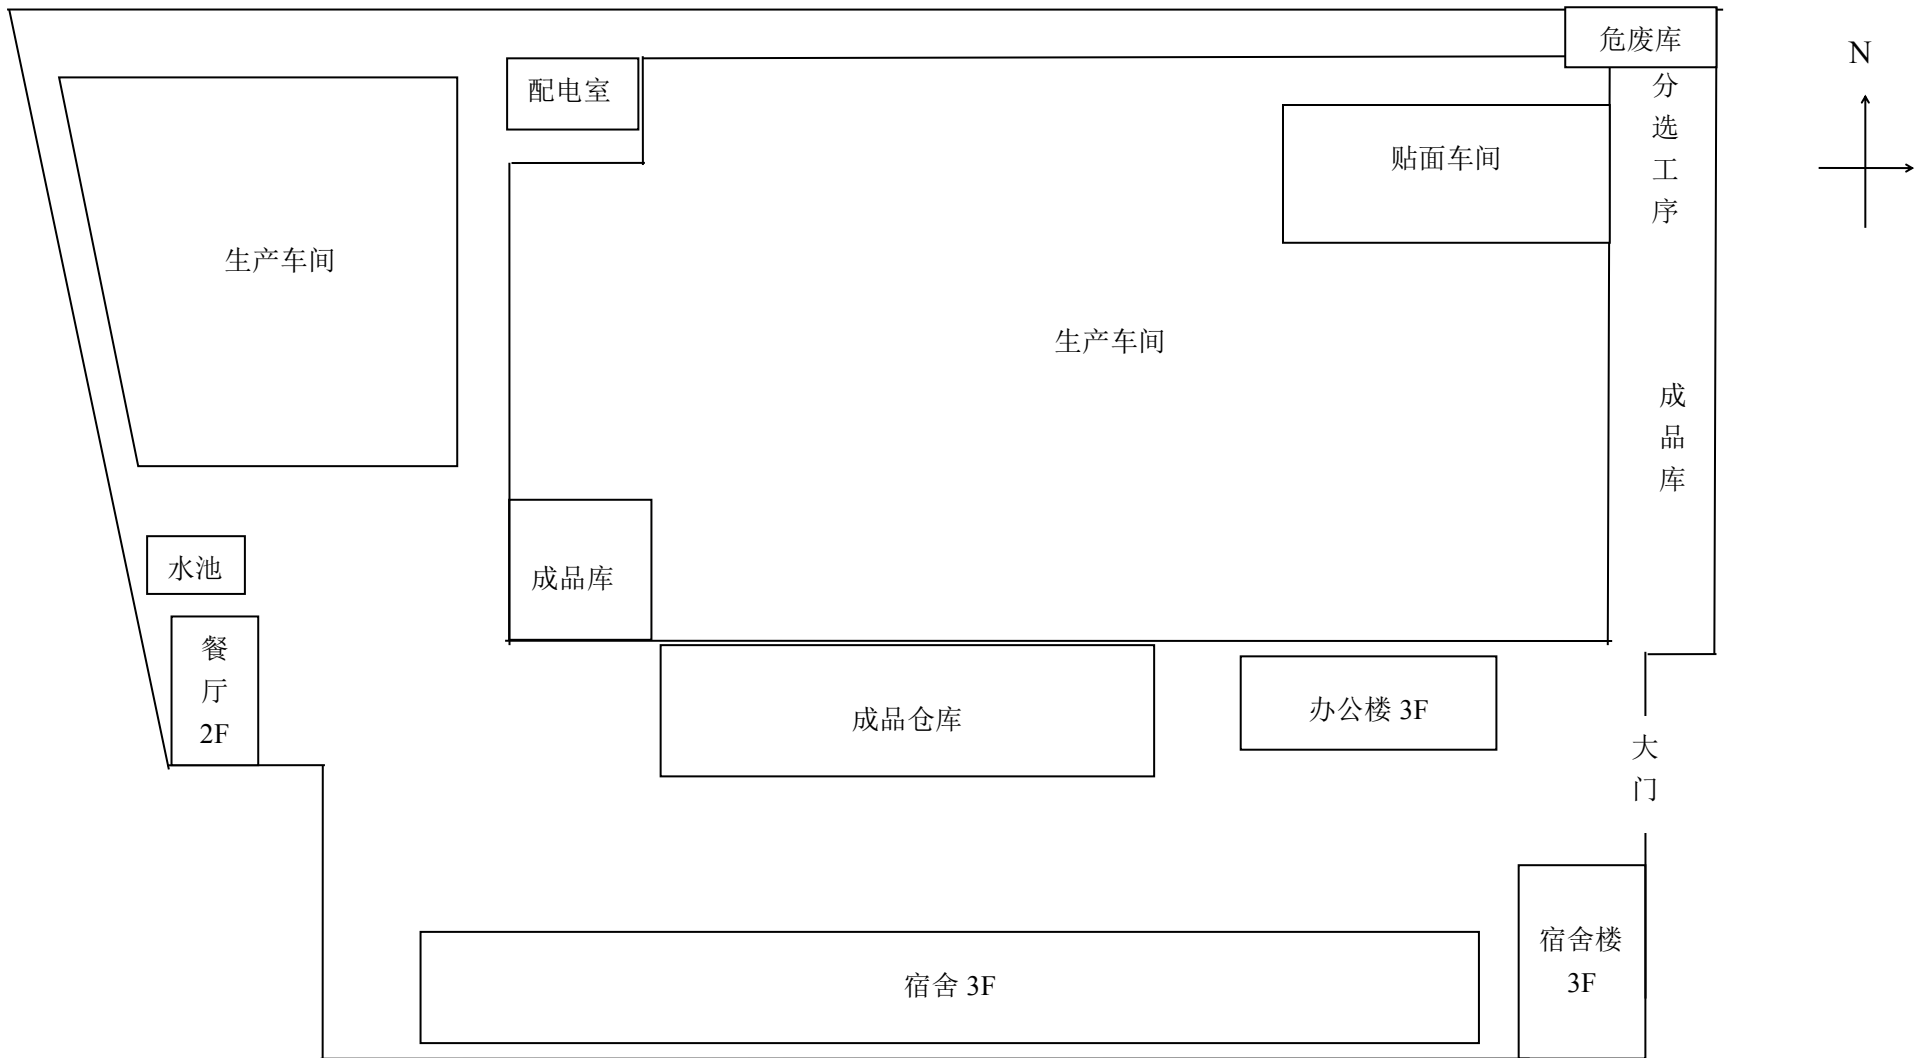 危废库
N
配电室
分选工序
贴面车间
生产车间
生产车间
成品库
水池
成品库
餐厅
2F
成品仓库
办公楼 3F
大门
宿舍 3F
宿舍楼
3F